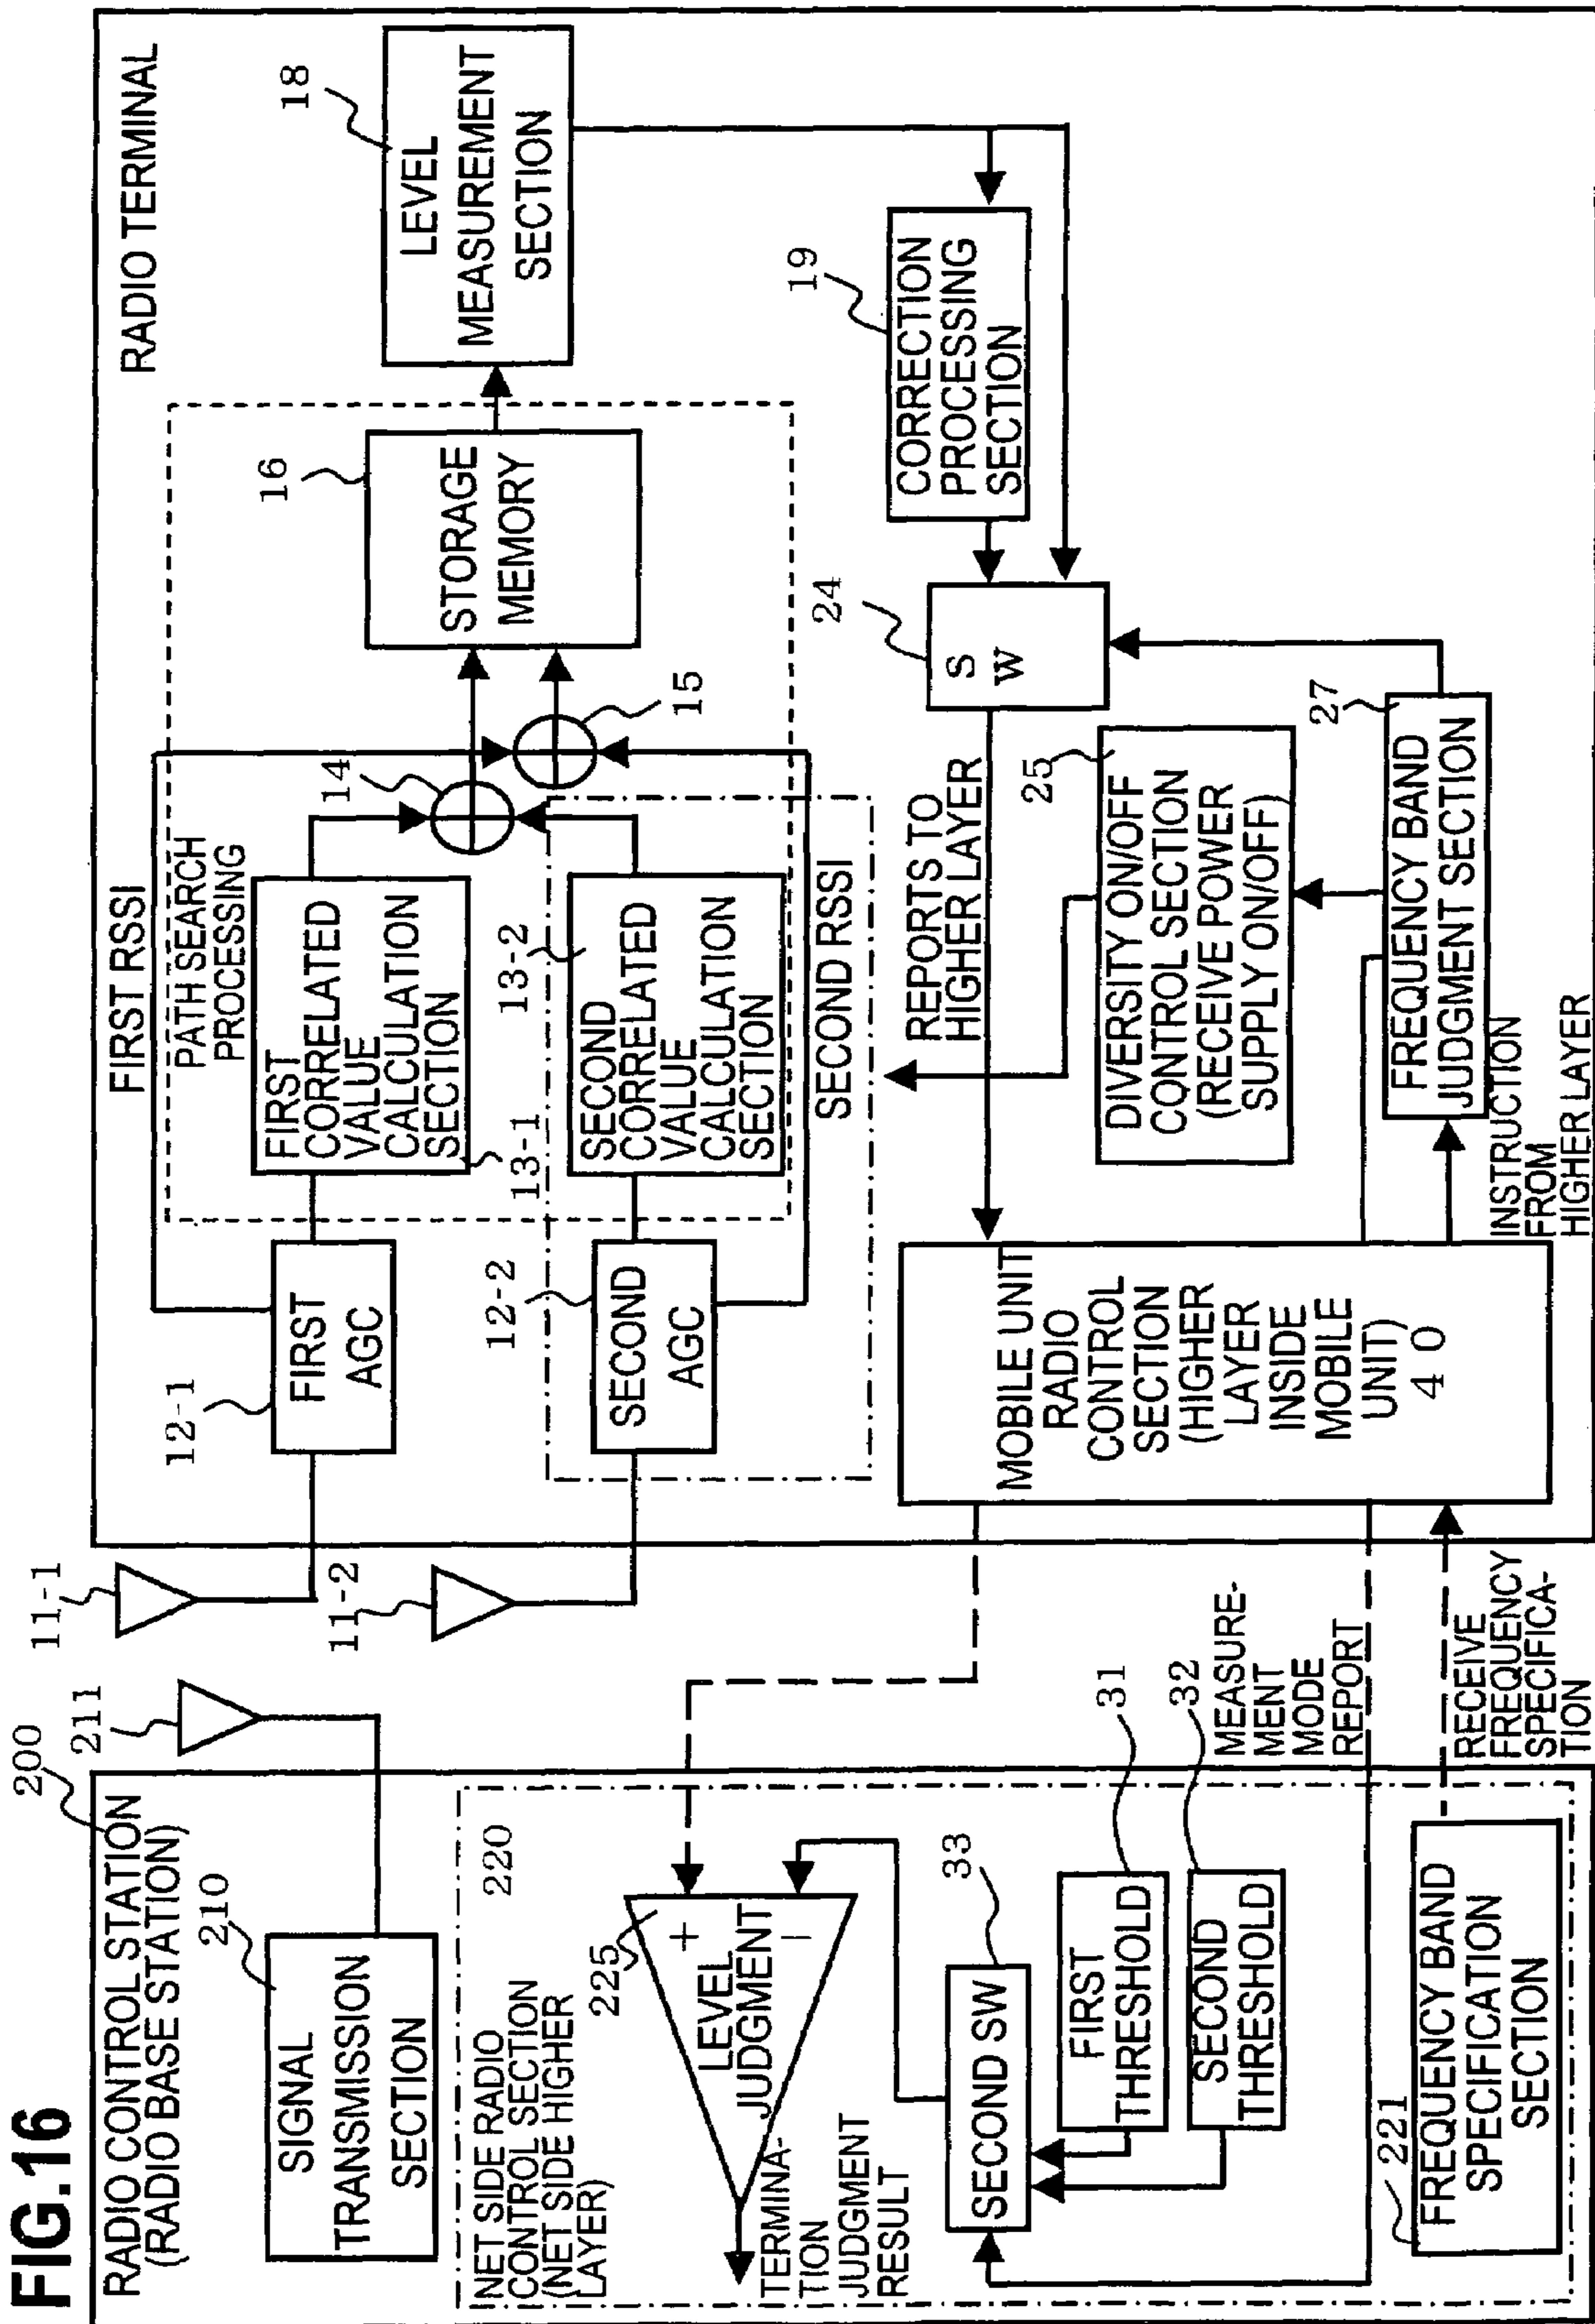 FIG.16
RADIO CONTROL STATION
(RADIO BASE STATION)
200
210
SIGNAL
TRANSMISSION
SECTION
211
NET SIDE RADIO
CONTROL SECTION
(NET SIDE HIGHER
LAYER)
220
225
+
LEVEL
JUDGMENT
−
TERMINA-
TION
JUDGMENT
RESULT
33
SECOND SW
31
FIRST
THRESHOLD
32
SECOND
THRESHOLD
221
FREQUENCY BAND
SPECIFICATION
SECTION
MEASURE-
MENT
MODE
REPORT
RECEIVE
FREQUENCY
SPECIFICA-
TION
RADIO TERMINAL
11-1
11-2
12-1
FIRST
AGC
12-2
SECOND
AGC
FIRST RSSI
PATH SEARCH
PROCESSING
FIRST
CORRELATED
VALUE
CALCULATION
SECTION
13-1
SECOND
CORRELATED
VALUE
CALCULATION
SECTION
13-2
SECOND RSSI
14
15
16
STORAGE
MEMORY
18
LEVEL
MEASUREMENT
SECTION
19
CORRECTION
PROCESSING
SECTION
24
S
W
REPORTS TO
HIGHER LAYER
25
DIVERSITY ON/OFF
CONTROL SECTION
(RECEIVE POWER
SUPPLY ON/OFF)
27
FREQUENCY BAND
JUDGMENT SECTION
INSTRUCTION
FROM
HIGHER LAYER
MOBILE UNIT
RADIO
CONTROL
SECTION
(HIGHER
LAYER
INSIDE
MOBILE
UNIT)
4 0